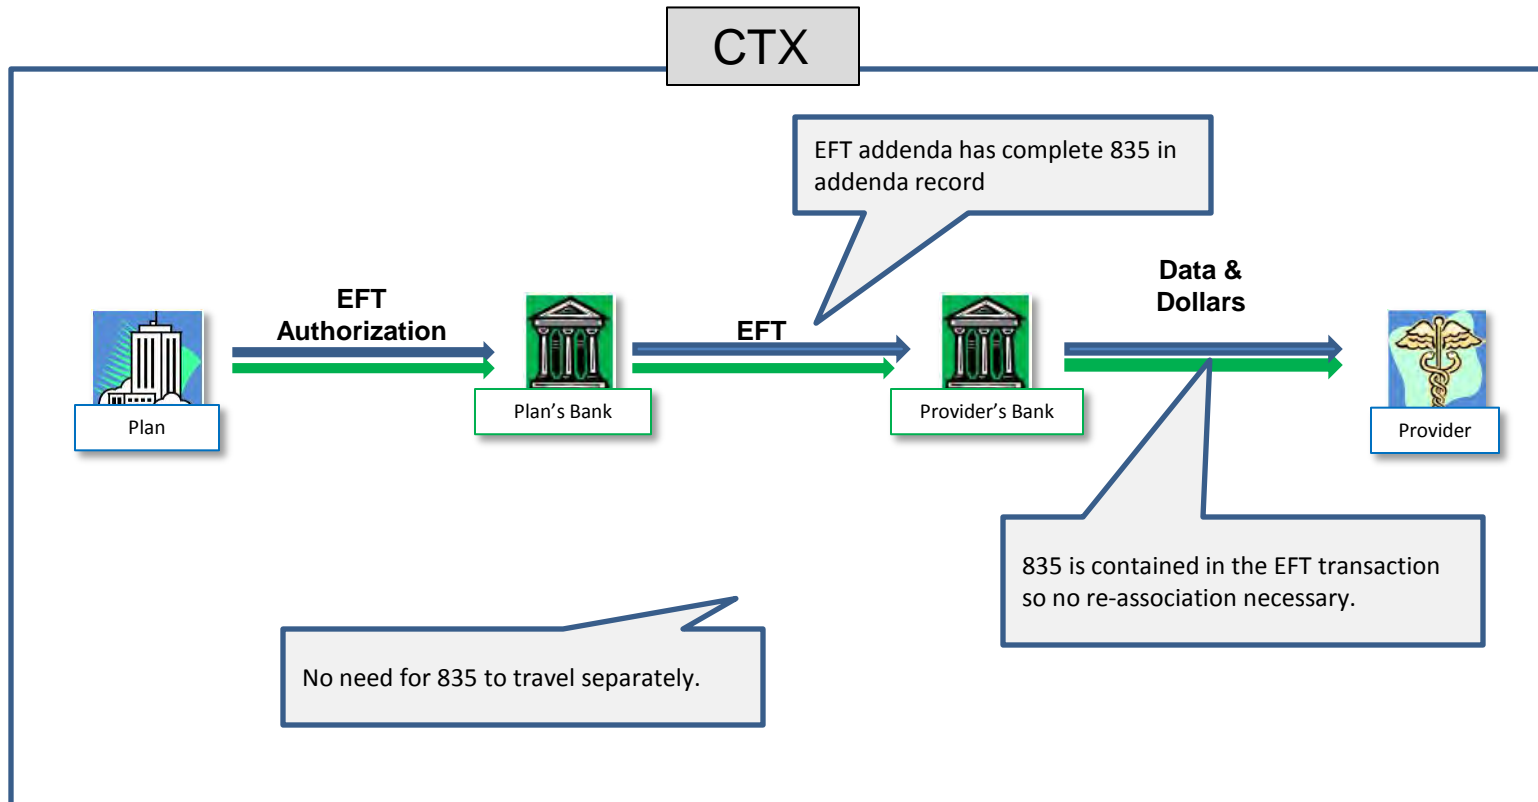 CTX
EFT addenda has complete 835 in
addenda record
EFT
Authorization
EFT
Data &
Dollars
Plan
Plan's Bank
Provider's Bank
Provider
835 is contained in the EFT transaction
so no re-association necessary.
No need for 835 to travel separately.